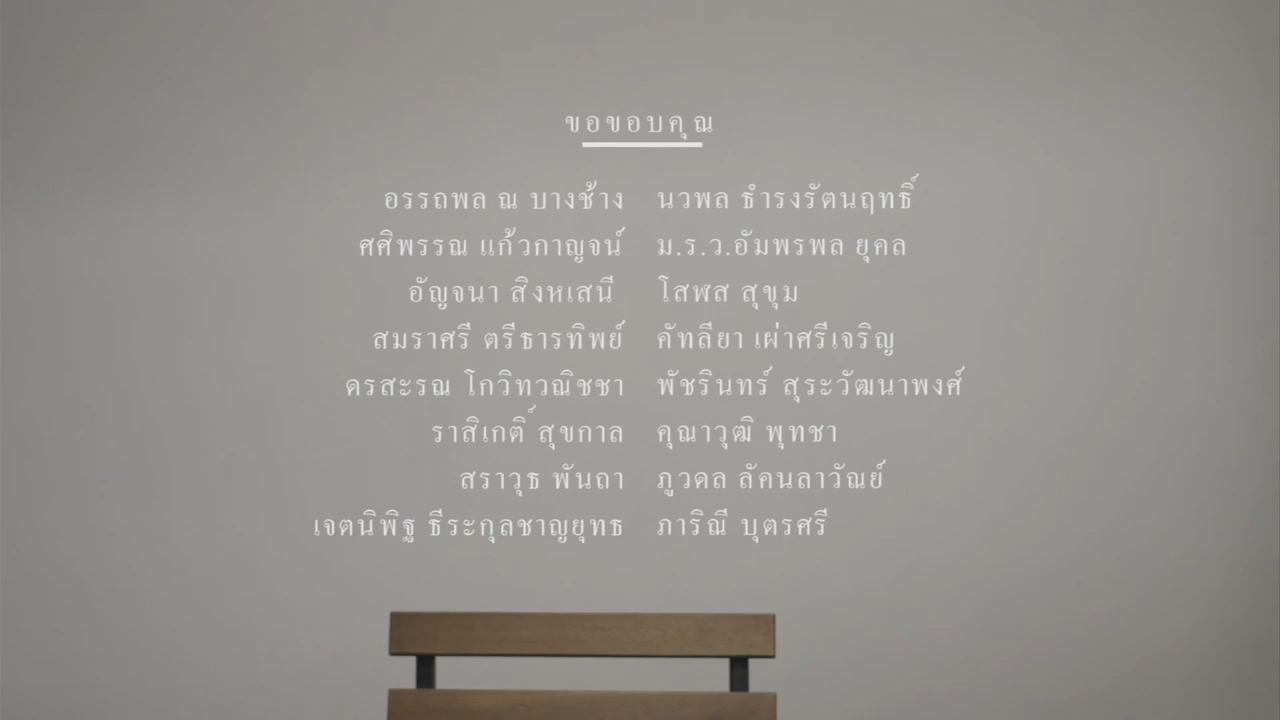 ขอขอบคุณ
อรรถพล ณ บางช้าง นวพล ธำรงรัตนฤทธิ์
ศศิพรรณ แก้วกาญจน์ ม.ร.ว.อัมพรพล ยุคล
อัญจนา สิงหเสนี โสฬส สุขุม
สมราศรี ตรีธารทิพย์ คัทลียา เผ่าศรีเจริญ
ดรสะรณ โกวิทวณิชชา พัชรินทร์ สุระวัฒนาพงศ์
ราสิเกติ์ สุขกาล คุณาวุฒิ พุทชา
สราวุธ พันถา ภูวดล ลัคนลาวัณย์
เจตนิพิฐ ธีระกุลชาญยุทธ ภาริณี บุตรศรี